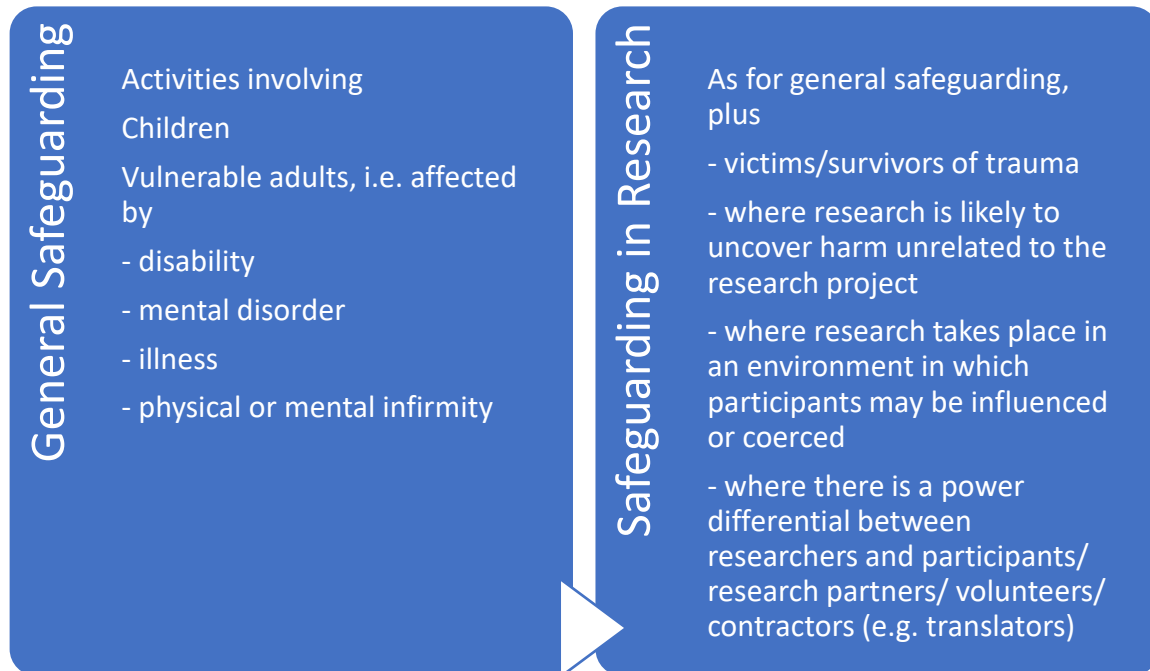 General Safeguarding
Activities involving
Children
Vulnerable adults, i.e. affected
by
- disability
- mental disorder
- illness
- physical or mental infirmity
Safeguarding in Research
As for general safeguarding,
plus
- victims/survivors of trauma
- where research is likely to
uncover harm unrelated to the
research project
- where research takes place in
an environment in which
participants may be influenced
or coerced
- where there is a power
differential between
researchers and participants/
research partners/ volunteers/
contractors (e.g. translators)